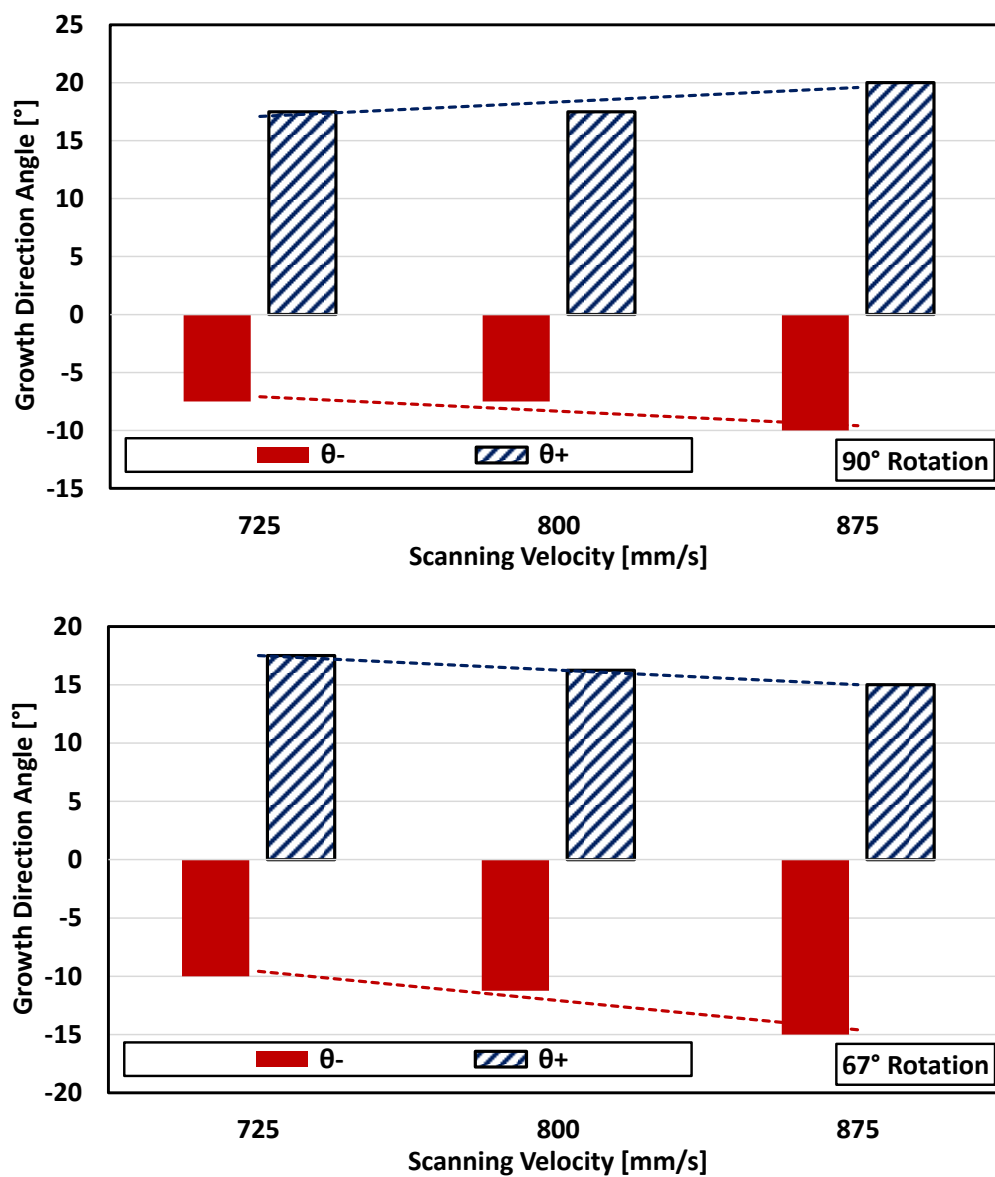 25
20
15
10
5
0
-5
-10
-15
Growth Direction Angle [°]
θ- θ+
90° Rotation
725 800 875
Scanning Velocity [mm/s]
20
15
10
5
0
-5
-10
-15
-20
Growth Direction Angle [°]
θ- θ+
67° Rotation
725 800 875
Scanning Velocity [mm/s]